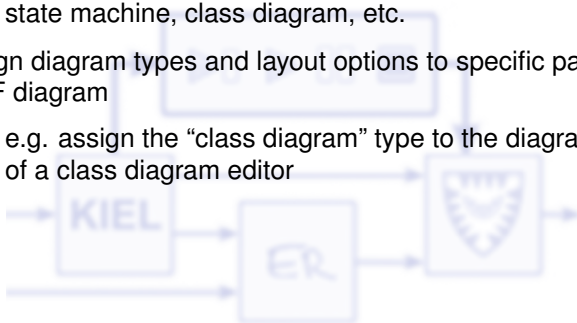 state machine, class diagram, etc.
gn diagram types and layout options to specific pa
F diagram
e.g. assign the “class diagram” type to the diagra
of a class diagram editor
KIEL
ER